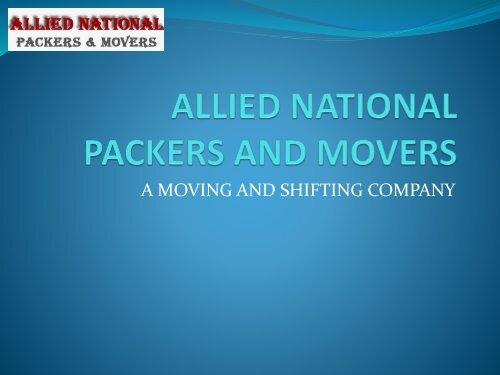 ALLIED NATIONAL
PACKERS & MOVERS
ALLIED NATIONAL
PACKERS AND MOVERS
A MOVING AND SHIFTING COMPANY